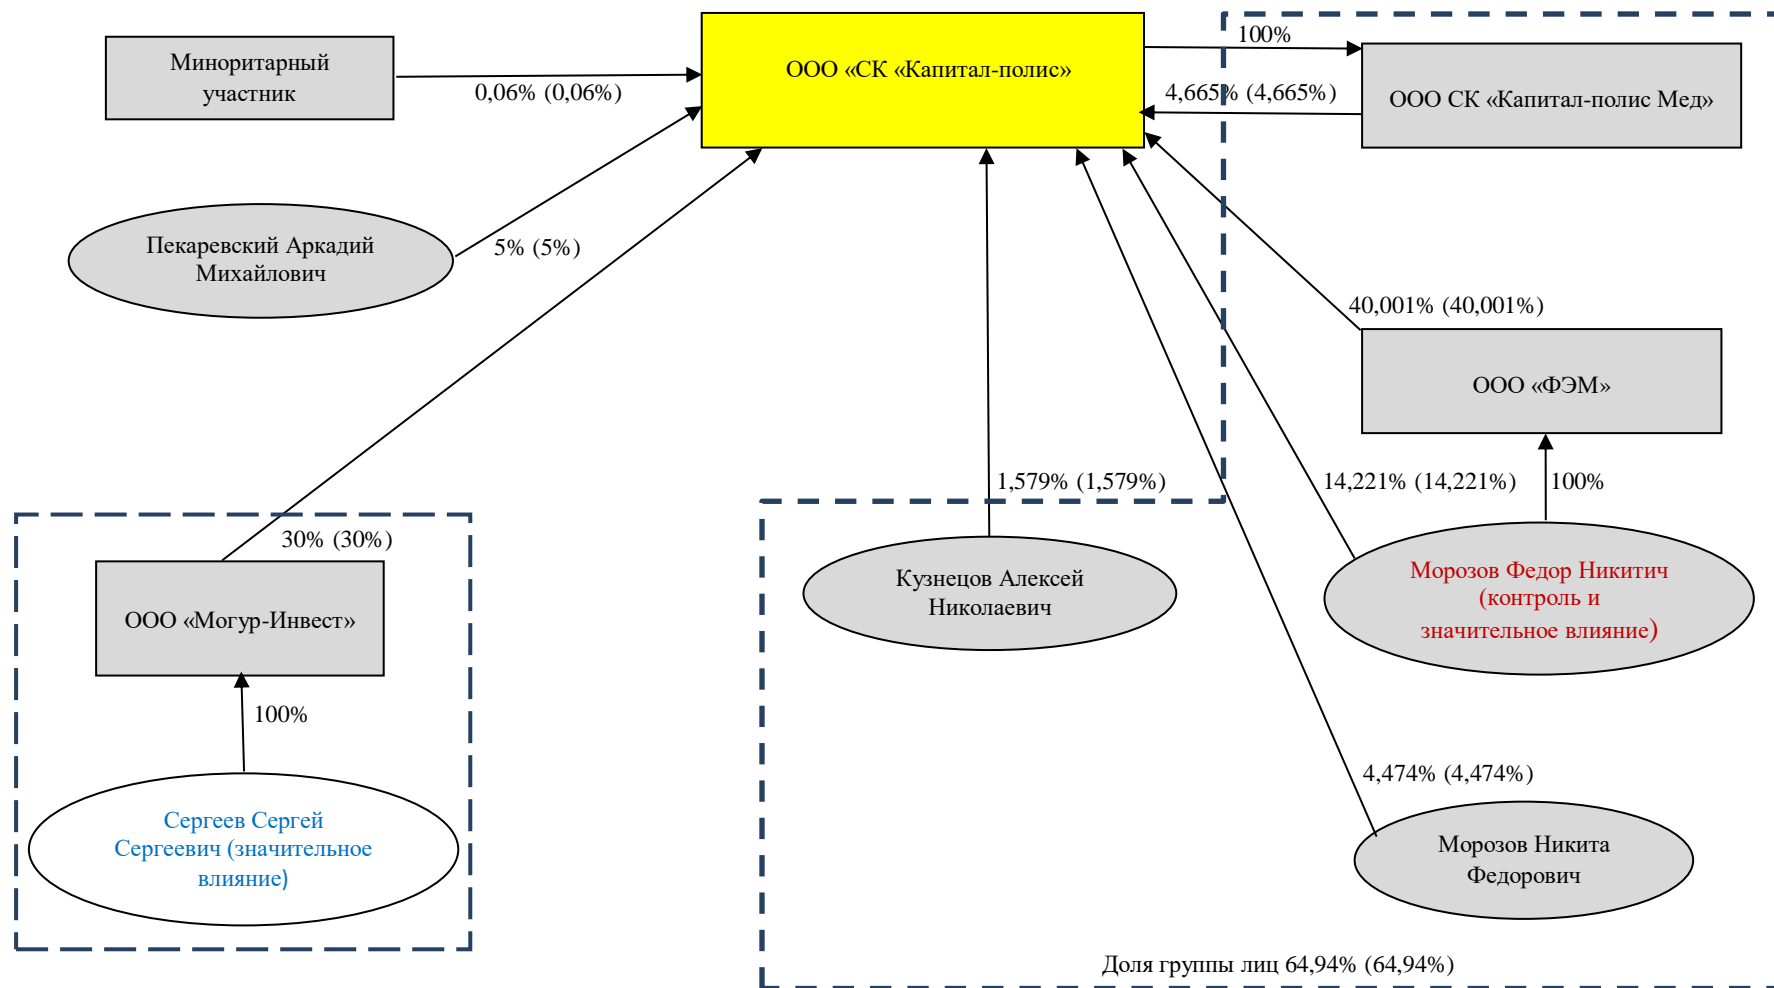 ООО «СК «Капитал-полис»
100%
Миноритарный
участник
0,06% (0,06%)
4,665% (4,665%)
ООО СК «Капитал-полис Мед»
Пекаревский Аркадий
Михайлович
5% (5%)
40,001% (40,001%)
ООО «ФЭМ»
1,579% (1,579%)
14,221% (14,221%)
100%
30% (30%)
ООО «Могур-Инвест»
Кузнецов Алексей
Николаевич
Морозов Федор Никитич
(контроль и
значительное влияние)
100%
4,474% (4,474%)
Сергеев Сергей
Сергеевич (значительное
влияние)
Морозов Никита
Федорович
Доля группы лиц 64,94% (64,94%)